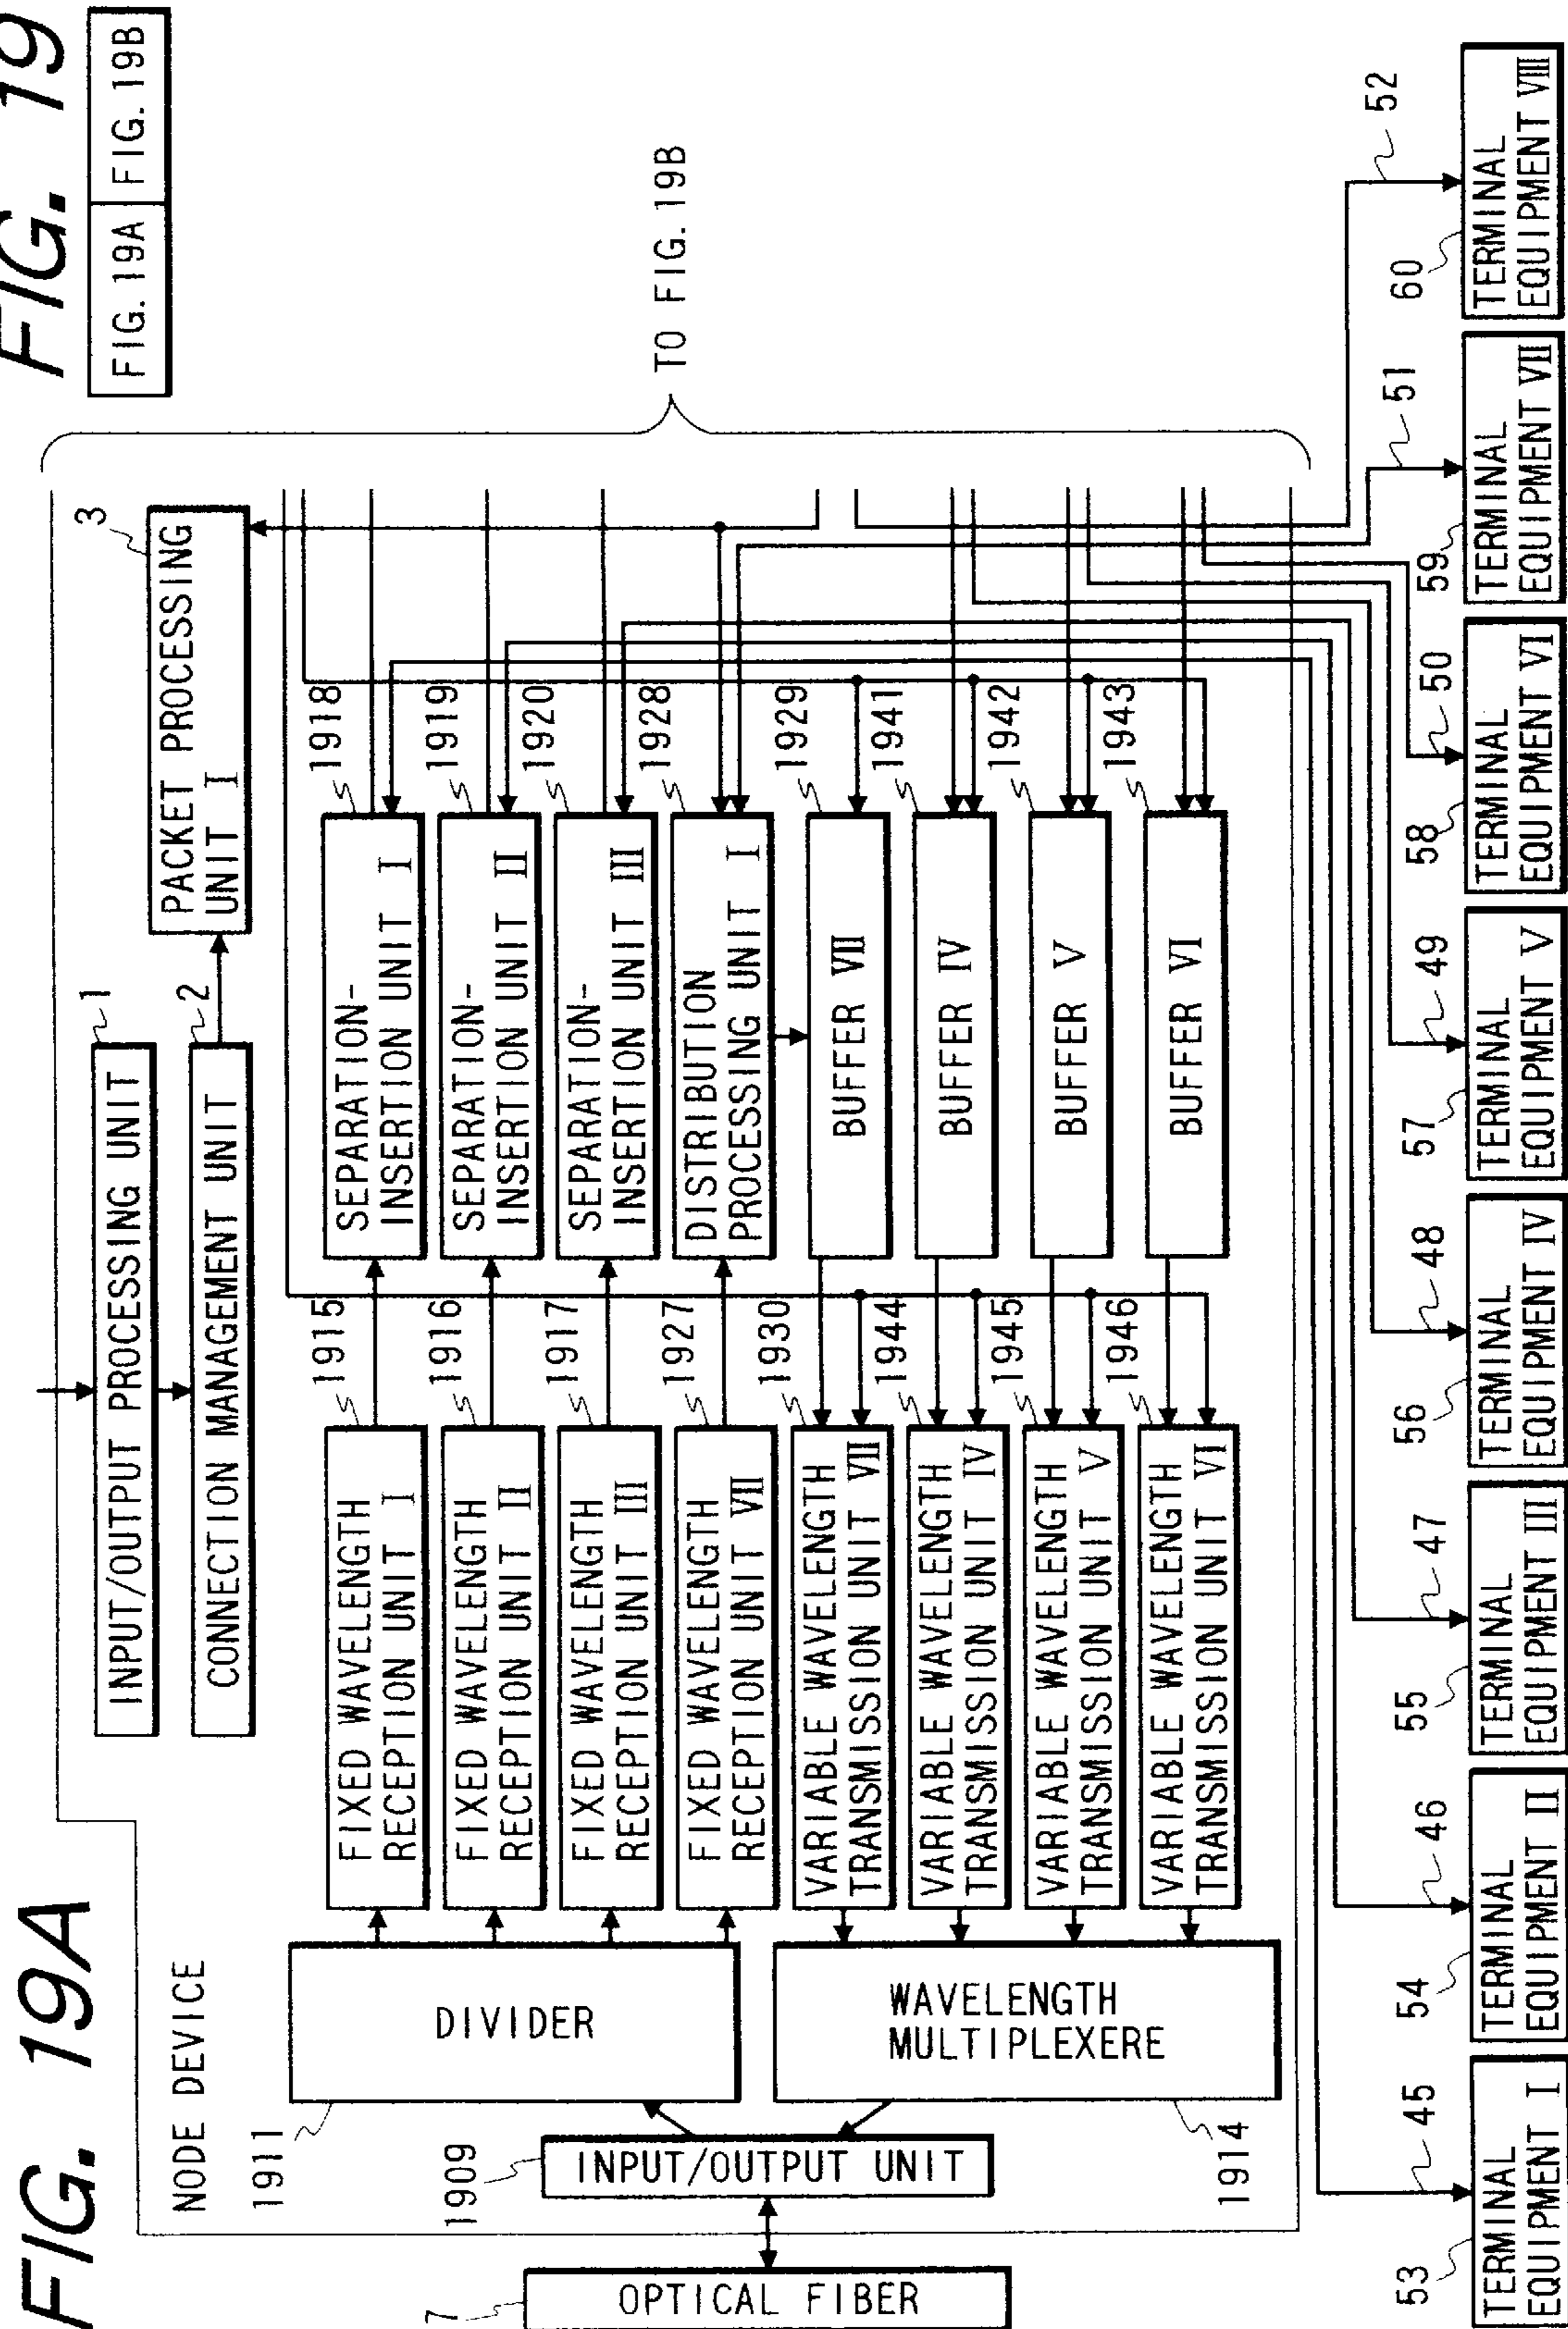 FIG. 19A
FIG. 19
FIG. 19A
FIG. 19B
NODE DEVICE
1
INPUT/OUTPUT PROCESSING UNIT
2
CONNECTION MANAGEMENT UNIT
3
PACKET PROCESSING
UNIT I
TO FIG. 19B
7
OPTICAL FIBER
1909
INPUT/OUTPUT UNIT
1911
DIVIDER
1914
WAVELENGTH
MULTIPLEXERE
1915
FIXED WAVELENGTH
RECEPTION UNIT I
1916
FIXED WAVELENGTH
RECEPTION UNIT II
1917
FIXED WAVELENGTH
RECEPTION UNIT III
1927
FIXED WAVELENGTH
RECEPTION UNIT VII
1930
VARIABLE WAVELENGTH
TRANSMISSION UNIT VII
1944
VARIABLE WAVELENGTH
TRANSMISSION UNIT IV
1945
VARIABLE WAVELENGTH
TRANSMISSION UNIT V
1946
VARIABLE WAVELENGTH
TRANSMISSION UNIT VI
1918
SEPARATION-
INSERTION UNIT I
1919
SEPARATION-
INSERTION UNIT II
1920
SEPARATION-
INSERTION UNIT III
1928
DISTRIBUTION
PROCESSING UNIT I
1929
BUFFER VII
1941
BUFFER IV
1942
BUFFER V
1943
BUFFER VI
45
46
47
48
49
50
51
52
53
TERMINAL
EQUIPMENT I
54
TERMINAL
EQUIPMENT II
55
TERMINAL
EQUIPMENT III
56
TERMINAL
EQUIPMENT IV
57
TERMINAL
EQUIPMENT V
58
TERMINAL
EQUIPMENT VI
59
TERMINAL
EQUIPMENT VII
60
TERMINAL
EQUIPMENT VIII